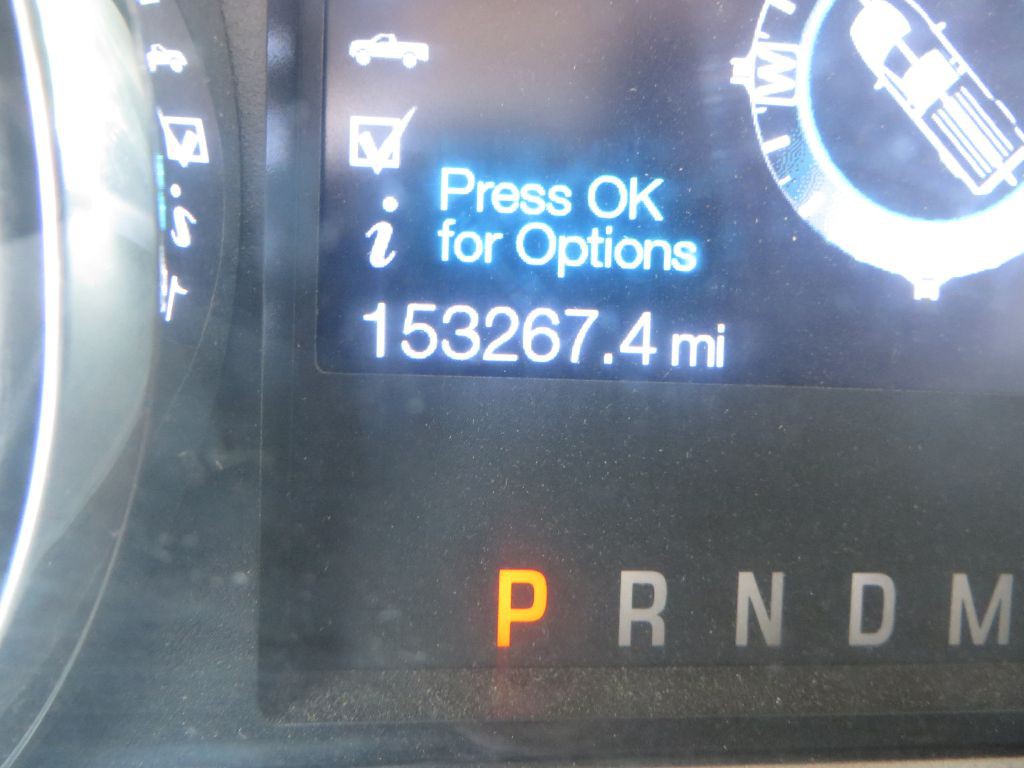 W
Press OK
for Options
i
153267.4 mi
P R N D M